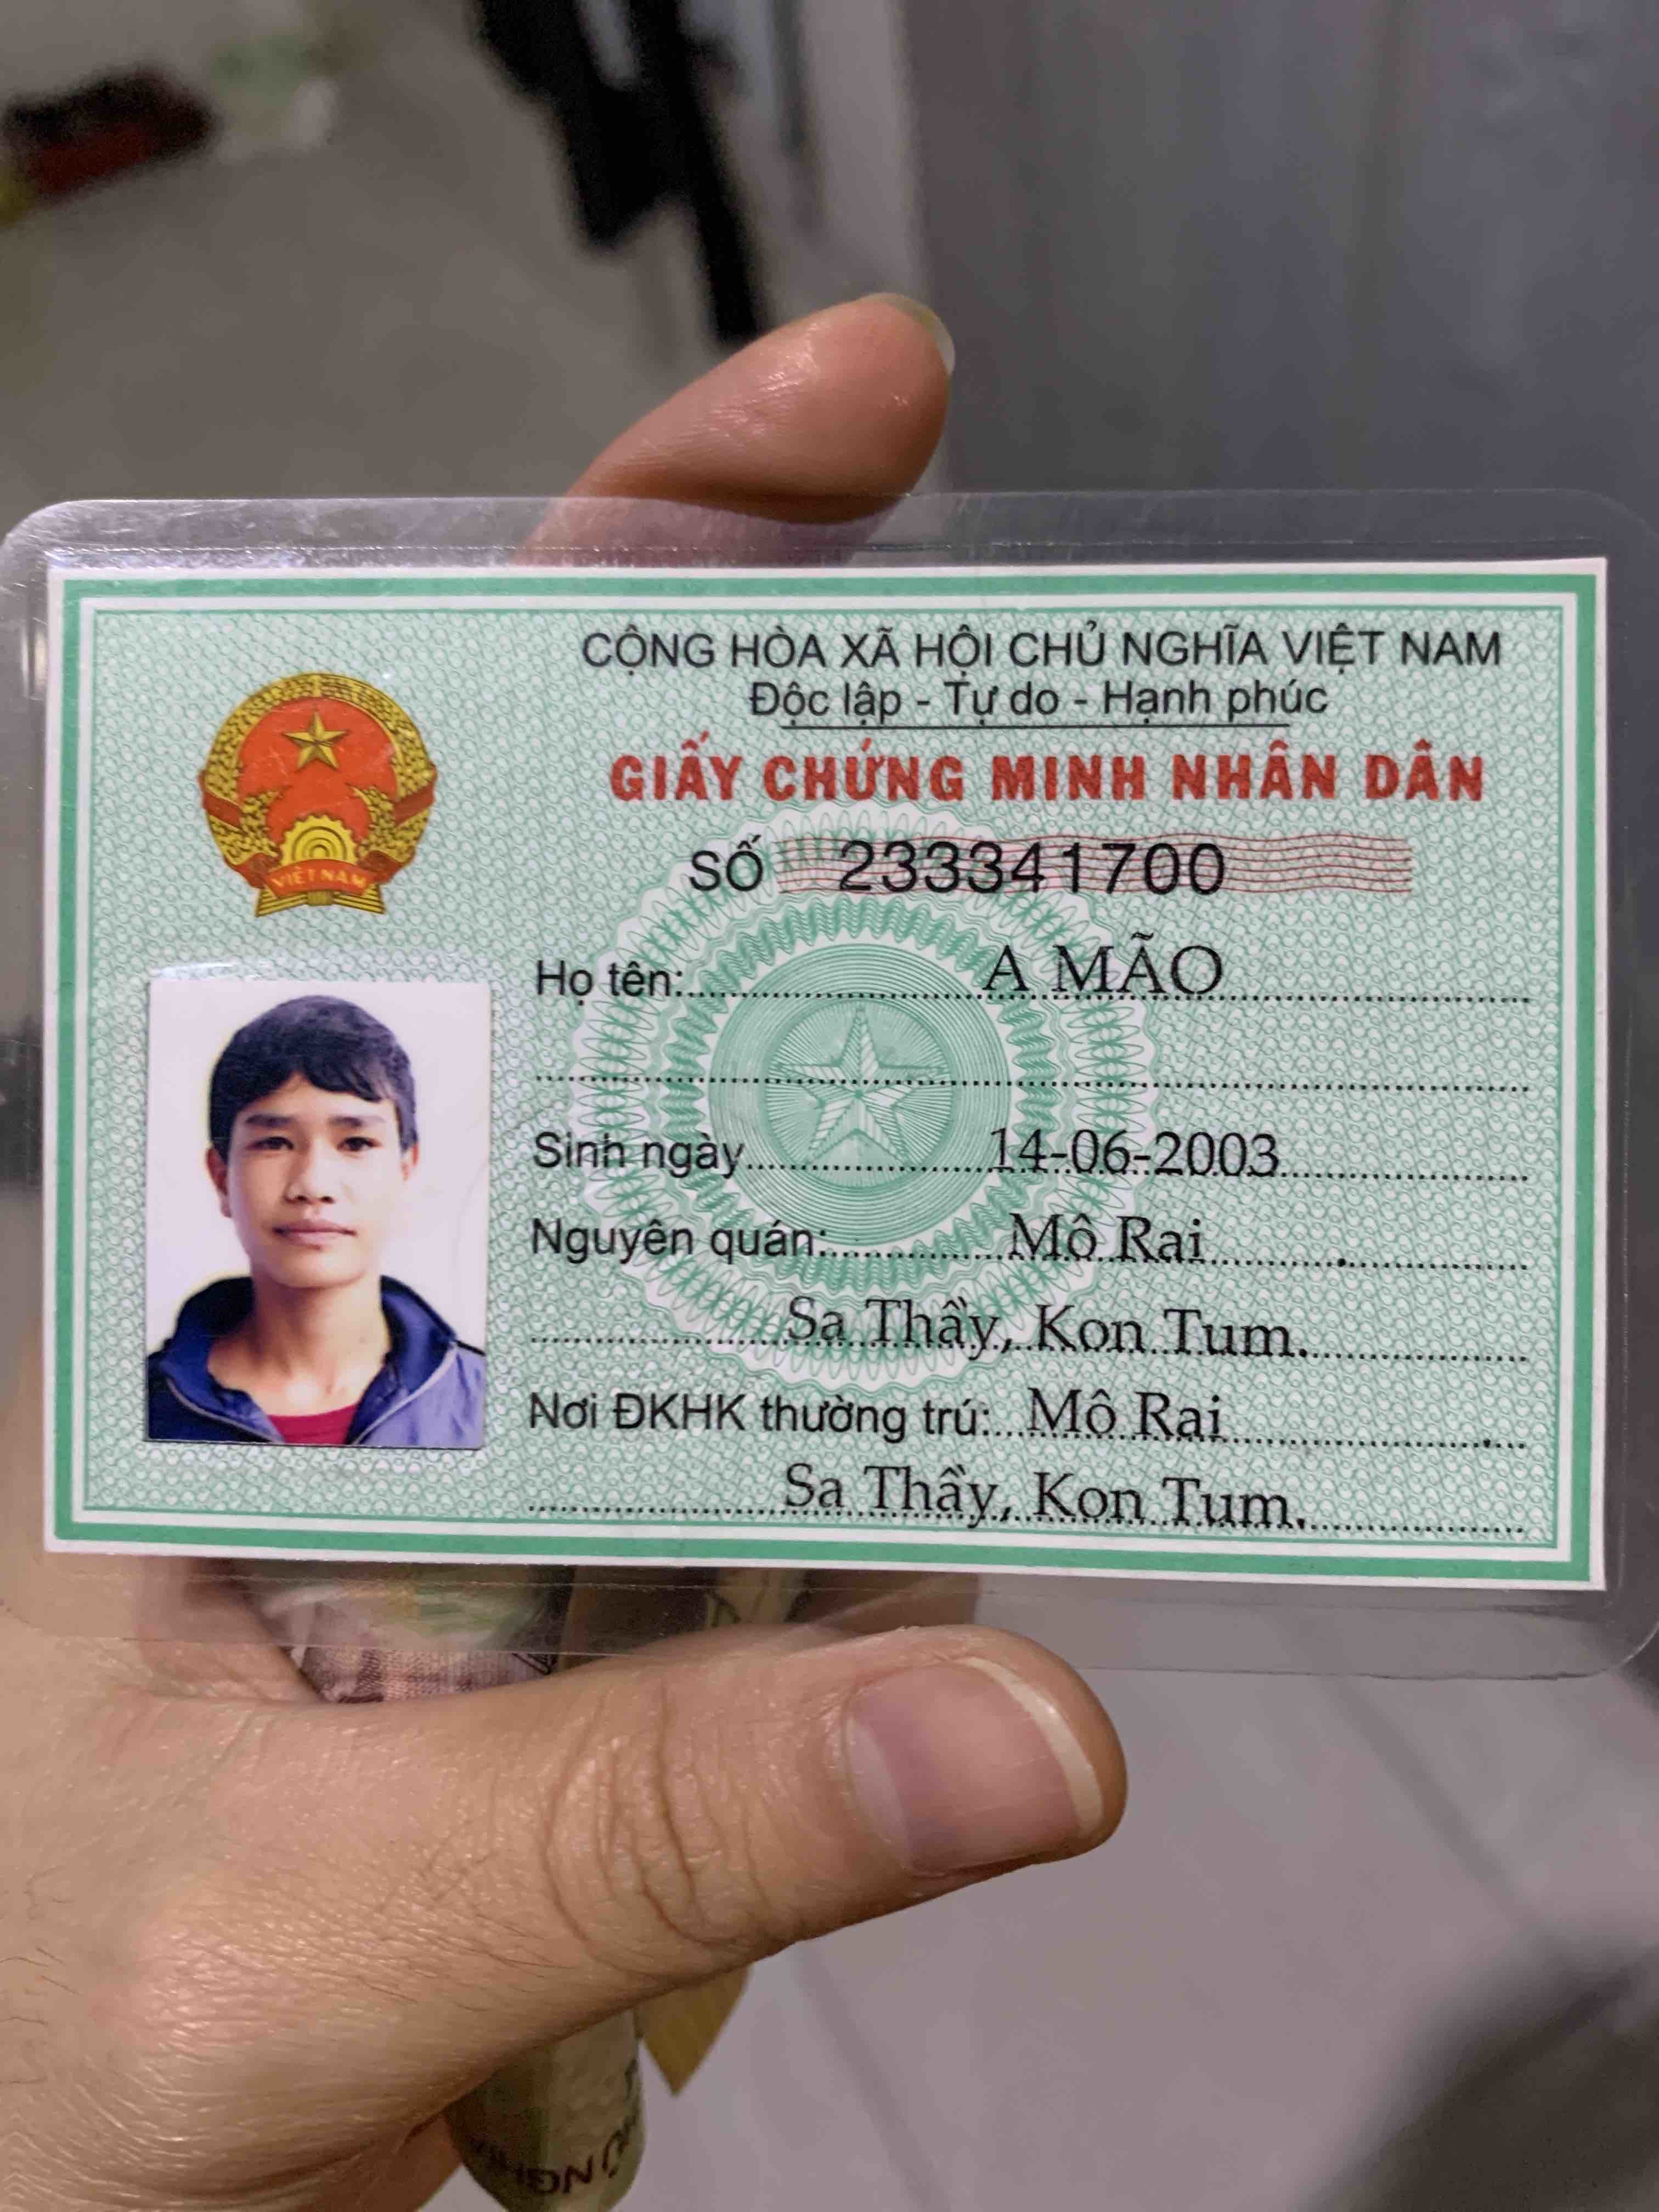 CỘNG HÒA XÃ HỘI CHỦ NGHĨA VIỆT NAM
Độc lập - Tự do - Hạnh phúc
GIẤY CHỨNG MINH NHÂN DÂN
SỐ 233341700
VIỆT NAM
Họ tên: A MÃO
Sinh ngày 14-06-2003
Nguyên quán: Mô Rai
Sa Thầy, Kon Tum.
Nơi ĐKHK thường trú: Mô Rai
Sa Thầy, Kon Tum.